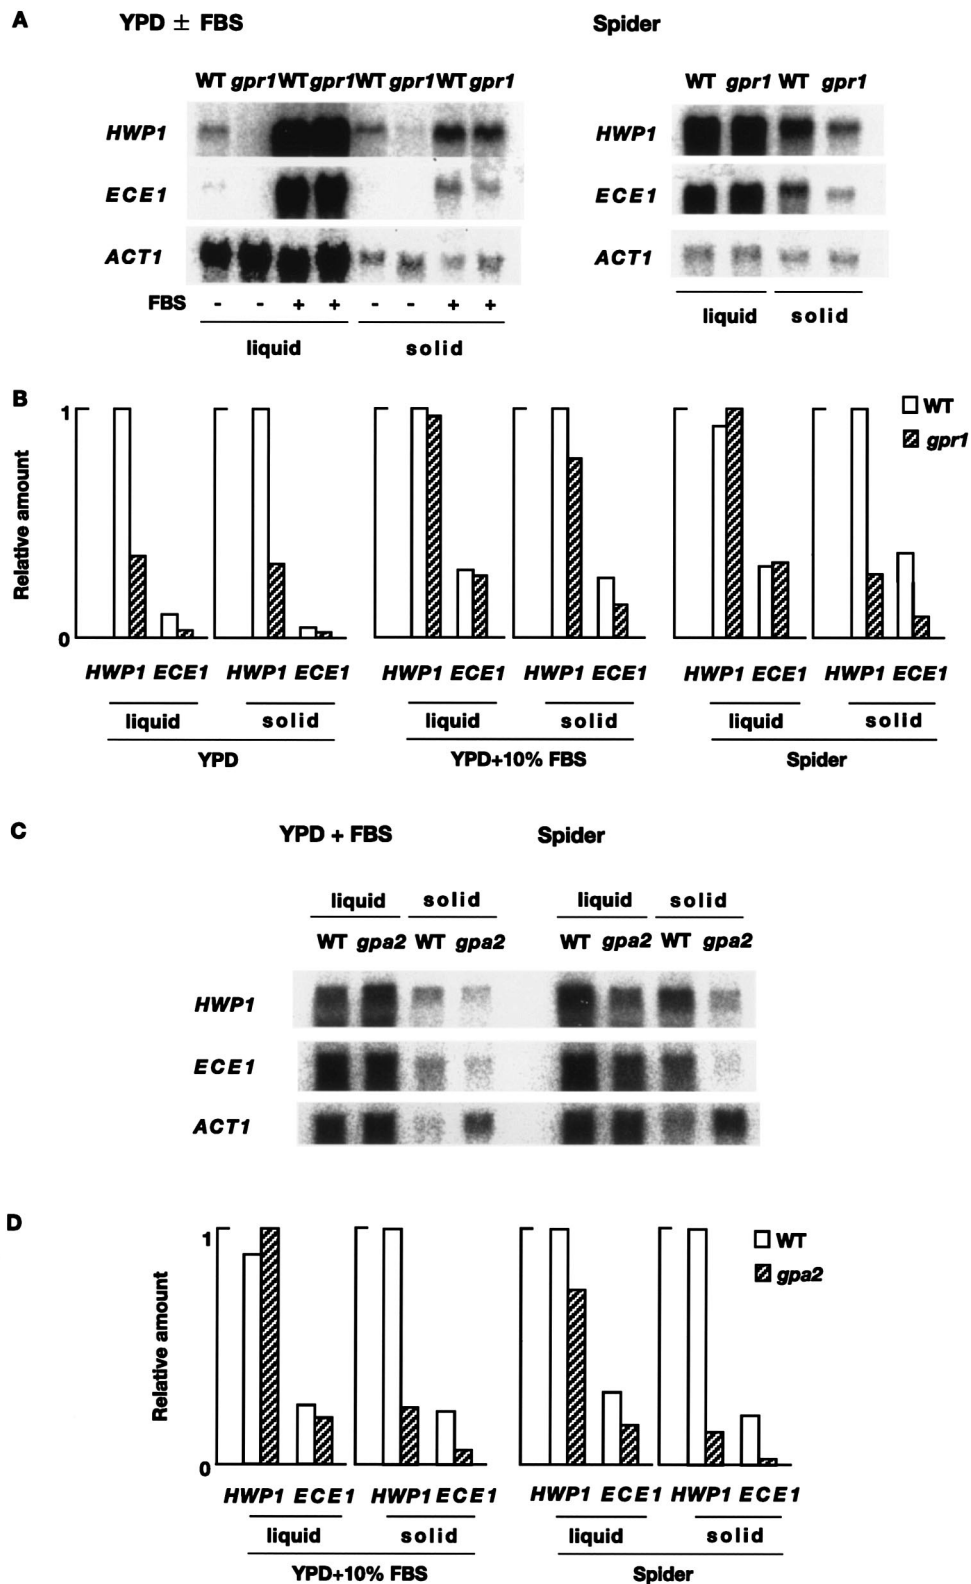 A
YPD ± FBS
Spider
WT gpr1 WT gpr1 WT gpr1 WT gpr1
WT gpr1 WT gpr1
HWP1
HWP1
ECE1
ECE1
ACT1
ACT1
FBS - - + + - - + +
liquid solid
liquid solid
B
1
WT
gpr1
Relative amount
0
HWP1 ECE1 HWP1 ECE1 HWP1 ECE1 HWP1 ECE1 HWP1 ECE1 HWP1 ECE1
liquid solid liquid solid liquid solid
YPD YPD+10% FBS Spider
C
YPD + FBS Spider
liquid solid liquid solid
WT gpa2 WT gpa2 WT gpa2 WT gpa2
HWP1
ECE1
ACT1
D
1
WT
gpa2
Relative amount
0
HWP1 ECE1 HWP1 ECE1 HWP1 ECE1 HWP1 ECE1
liquid solid liquid solid
YPD+10% FBS Spider